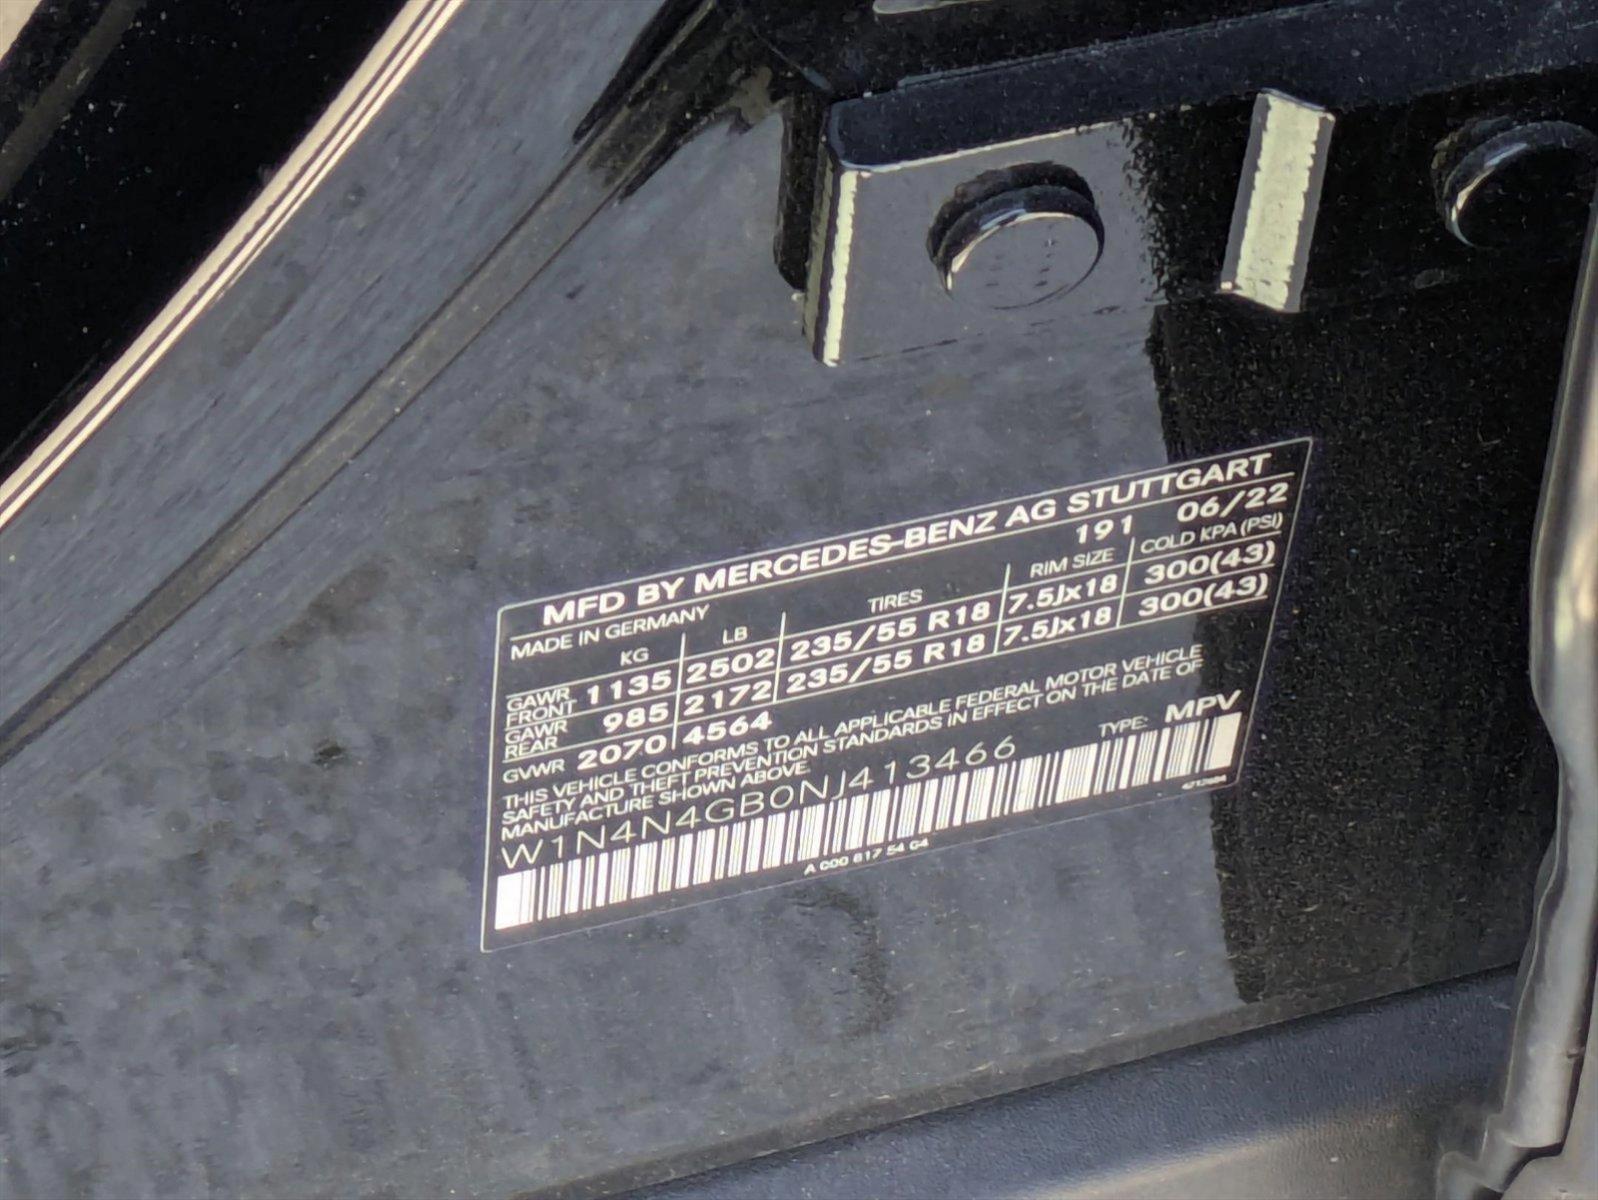 MFD BY MERCEDES-BENZ AG STUTTGART
MADE IN GERMANY 191 06/22
KG LB TIRES RIM SIZE COLD KPA (PSI)
GAWR FRONT 1135 2502 235/55 R18 7.5Jx18 300(43)
GAWR REAR 985 2172 235/55 R18 7.5Jx18 300(43)
GVWR 2070 4564
THIS VEHICLE CONFORMS TO ALL APPLICABLE FEDERAL MOTOR VEHICLE
SAFETY AND THEFT PREVENTION STANDARDS IN EFFECT ON THE DATE OF
MANUFACTURE SHOWN ABOVE.
W1N4N4GB0NJ413466 TYPE: MPV
A 000 817 54 04